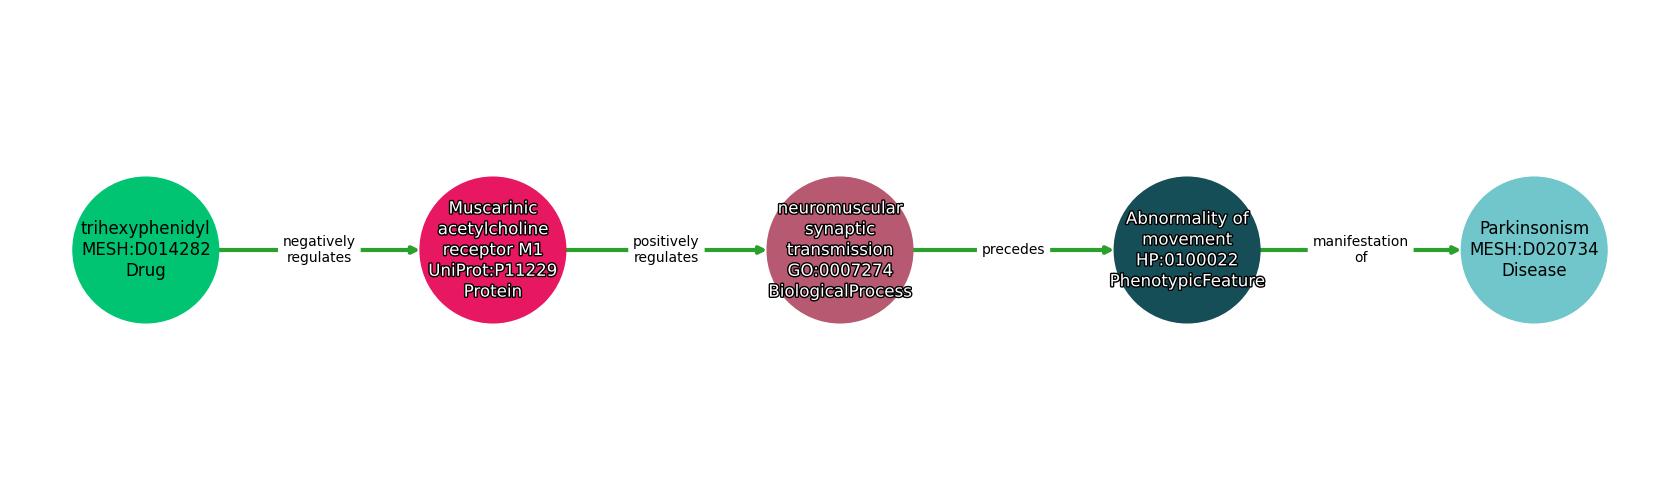 trihexyphenidyl
MESH:D014282
Drug
negatively
regulates
Muscarinic
acetylcholine
receptor M1
UniProt:P11229
Protein
positively
regulates
neuromuscular
synaptic
transmission
GO:0007274
BiologicalProcess
precedes
Abnormality of
movement
HP:0100022
PhenotypicFeature
manifestation
of
Parkinsonism
MESH:D020734
Disease